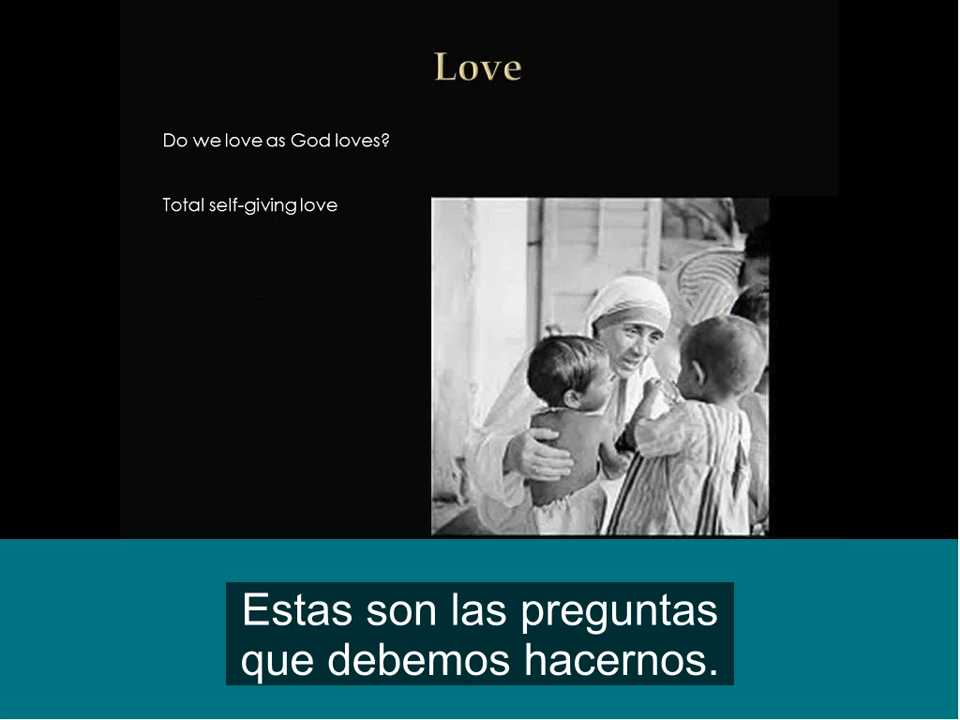 Love
Do we love as God loves?
Total self-giving love
Estas son las preguntas
que debemos hacernos.